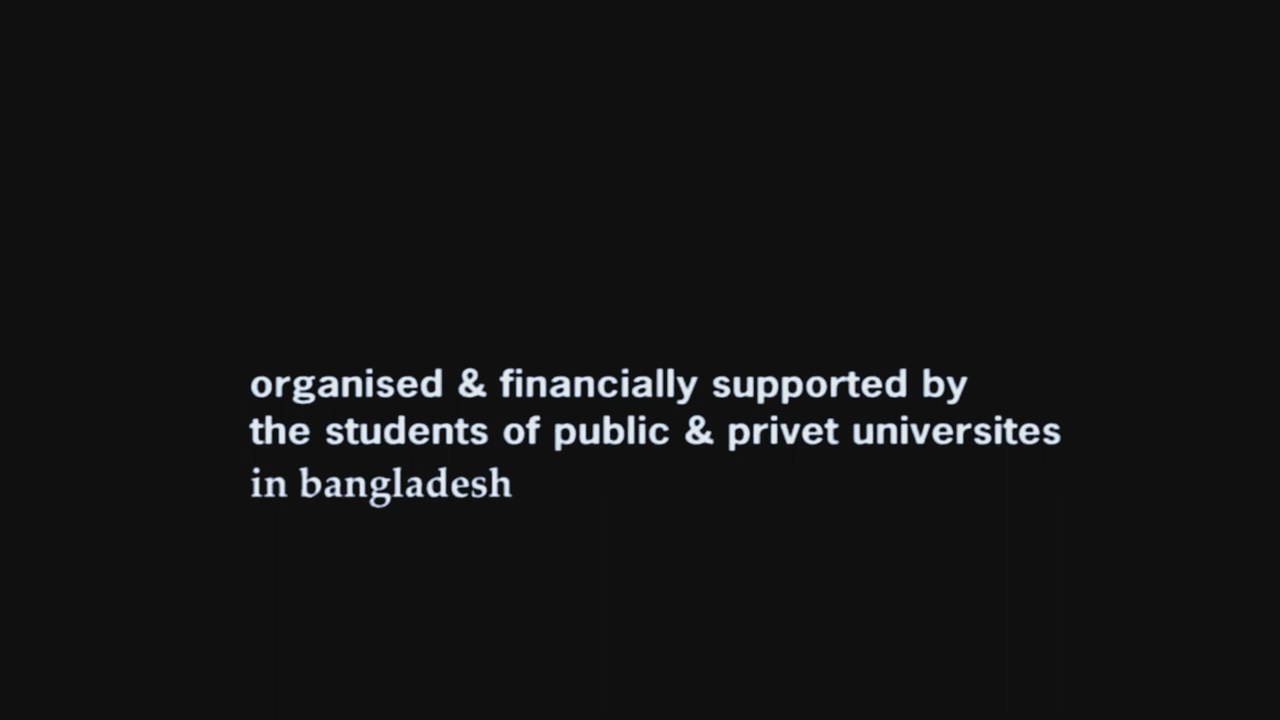 organised & financially supported by
the students of public & privet universites
in bangladesh